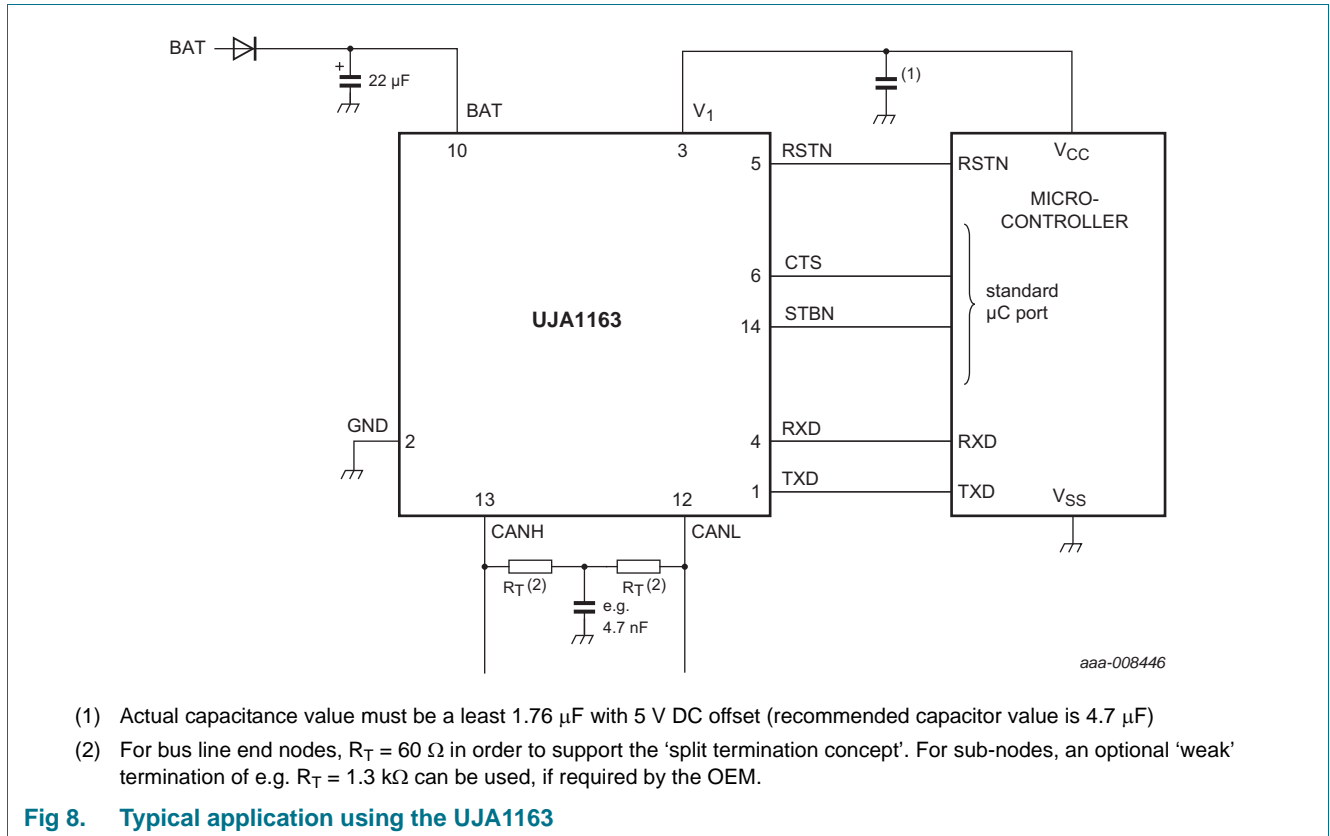 BAT
+
22 µF
BAT
V1
(1)
10
3
5
RSTN
RSTN
VCC
MICRO-
CONTROLLER
6
CTS
14
STBN
standard
µC port
UJA1163
GND
2
4
RXD
RXD
1
TXD
TXD
VSS
13
12
CANH
CANL
RT(2)
RT(2)
e.g.
4.7 nF
aaa-008446
(1) Actual capacitance value must be a least 1.76 µF with 5 V DC offset (recommended capacitor value is 4.7 µF)
(2) For bus line end nodes, RT = 60 Ω in order to support the ‘split termination concept’. For sub-nodes, an optional ‘weak’
termination of e.g. RT = 1.3 kΩ can be used, if required by the OEM.
Fig 8. Typical application using the UJA1163